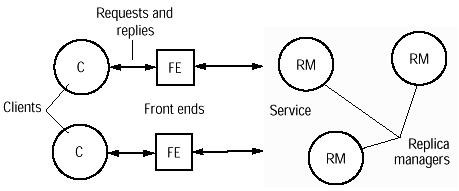 Requests and
replies
C
FE
RM
RM
Clients
Front ends
Service
C
FE
RM
Replica
managers